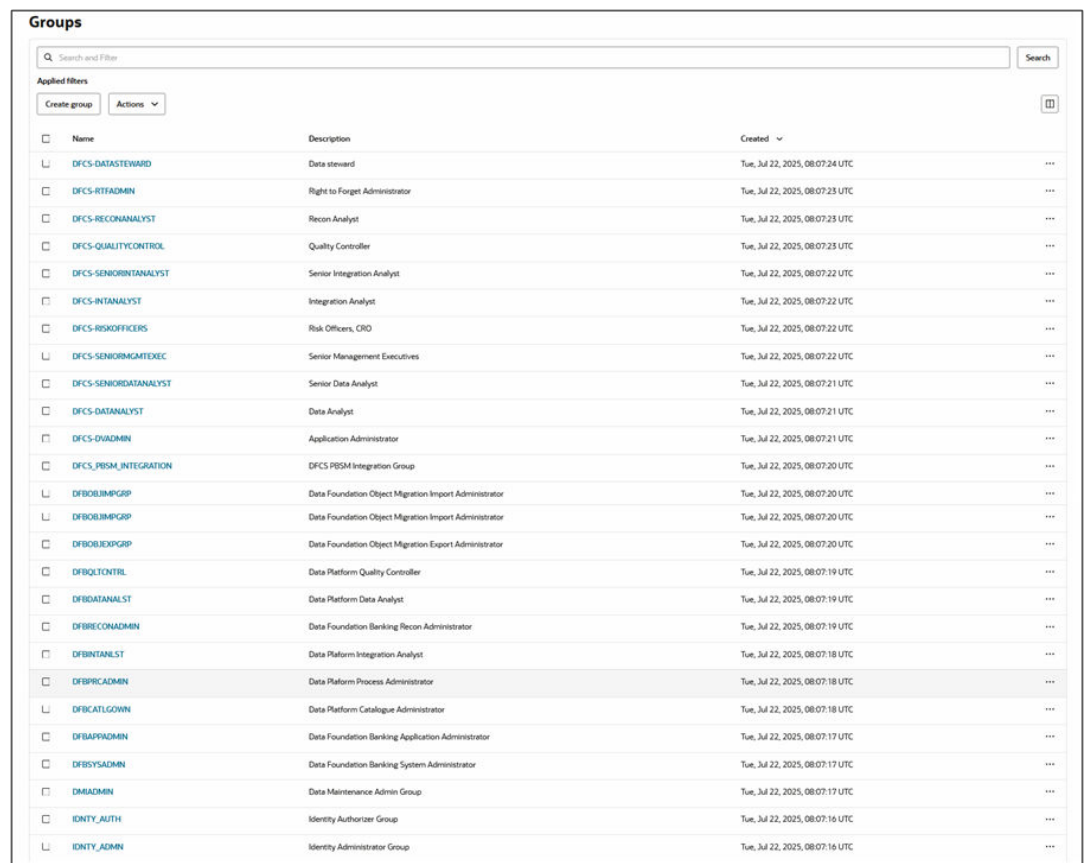 Groups
Search and Filter Search
Applied filters
Create group Actions
Name Description Created
DFCS-DATASTEWARD Data steward Tue, Jul 22, 2025, 08:07:24 UTC
DFCS-RTFADMIN Right to Forget Administrator Tue, Jul 22, 2025, 08:07:23 UTC
DFCS-RECONANALYST Recon Analyst Tue, Jul 22, 2025, 08:07:23 UTC
DFCS-QUALITYCONTROL Quality Controller Tue, Jul 22, 2025, 08:07:23 UTC
DFCS-SENIORINTANALYST Senior Integration Analyst Tue, Jul 22, 2025, 08:07:22 UTC
DFCS-INTANALYST Integration Analyst Tue, Jul 22, 2025, 08:07:22 UTC
DFCS-RISKOFFICERS Risk Officers, CRO Tue, Jul 22, 2025, 08:07:22 UTC
DFCS-SENIORMGMTEXEC Senior Management Executives Tue, Jul 22, 2025, 08:07:22 UTC
DFCS-SENIORDATANALYST Senior Data Analyst Tue, Jul 22, 2025, 08:07:21 UTC
DFCS-DATANALYST Data Analyst Tue, Jul 22, 2025, 08:07:21 UTC
DFCS-DVADMIN Application Administrator Tue, Jul 22, 2025, 08:07:21 UTC
DFCS_PBSM_INTEGRATION DFCS PBSM Integration Group Tue, Jul 22, 2025, 08:07:20 UTC
DFBOBJIMPGRP Data Foundation Object Migration Import Administrator Tue, Jul 22, 2025, 08:07:20 UTC
DFBOBJIMPGRP Data Foundation Object Migration Import Administrator Tue, Jul 22, 2025, 08:07:20 UTC
DFBOBJEXPGRP Data Foundation Object Migration Export Administrator Tue, Jul 22, 2025, 08:07:20 UTC
DFBQLTCNTRL Data Platform Quality Controller Tue, Jul 22, 2025, 08:07:19 UTC
DFBDATANALST Data Platform Data Analyst Tue, Jul 22, 2025, 08:07:19 UTC
DFBRECONADMIN Data Foundation Banking Recon Administrator Tue, Jul 22, 2025, 08:07:19 UTC
DFBINTANLST Data Plaform Integration Analyst Tue, Jul 22, 2025, 08:07:18 UTC
DFBPRCADMIN Data Plaform Process Administrator Tue, Jul 22, 2025, 08:07:18 UTC
DFBCATLGOWN Data Platform Catalogue Administrator Tue, Jul 22, 2025, 08:07:18 UTC
DFBAPPADMIN Data Foundation Banking Application Administrator Tue, Jul 22, 2025, 08:07:17 UTC
DFBSYSADMN Data Foundation Banking System Administrator Tue, Jul 22, 2025, 08:07:17 UTC
DMIADMIN Data Maintenance Admin Group Tue, Jul 22, 2025, 08:07:17 UTC
IDNTY_AUTH Identity Authorizer Group Tue, Jul 22, 2025, 08:07:16 UTC
IDNTY_ADMN Identity Administrator Group Tue, Jul 22, 2025, 08:07:16 UTC